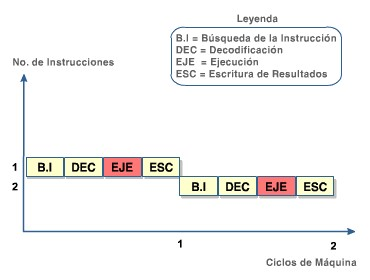 Leyenda
B.I = Búsqueda de la Instrucción
DEC = Decodificación
EJE = Ejecución
ESC = Escritura de Resultados
No. de Instrucciones
1 B.I DEC EJE ESC
2 B.I DEC EJE ESC
1 2
Ciclos de Máquina